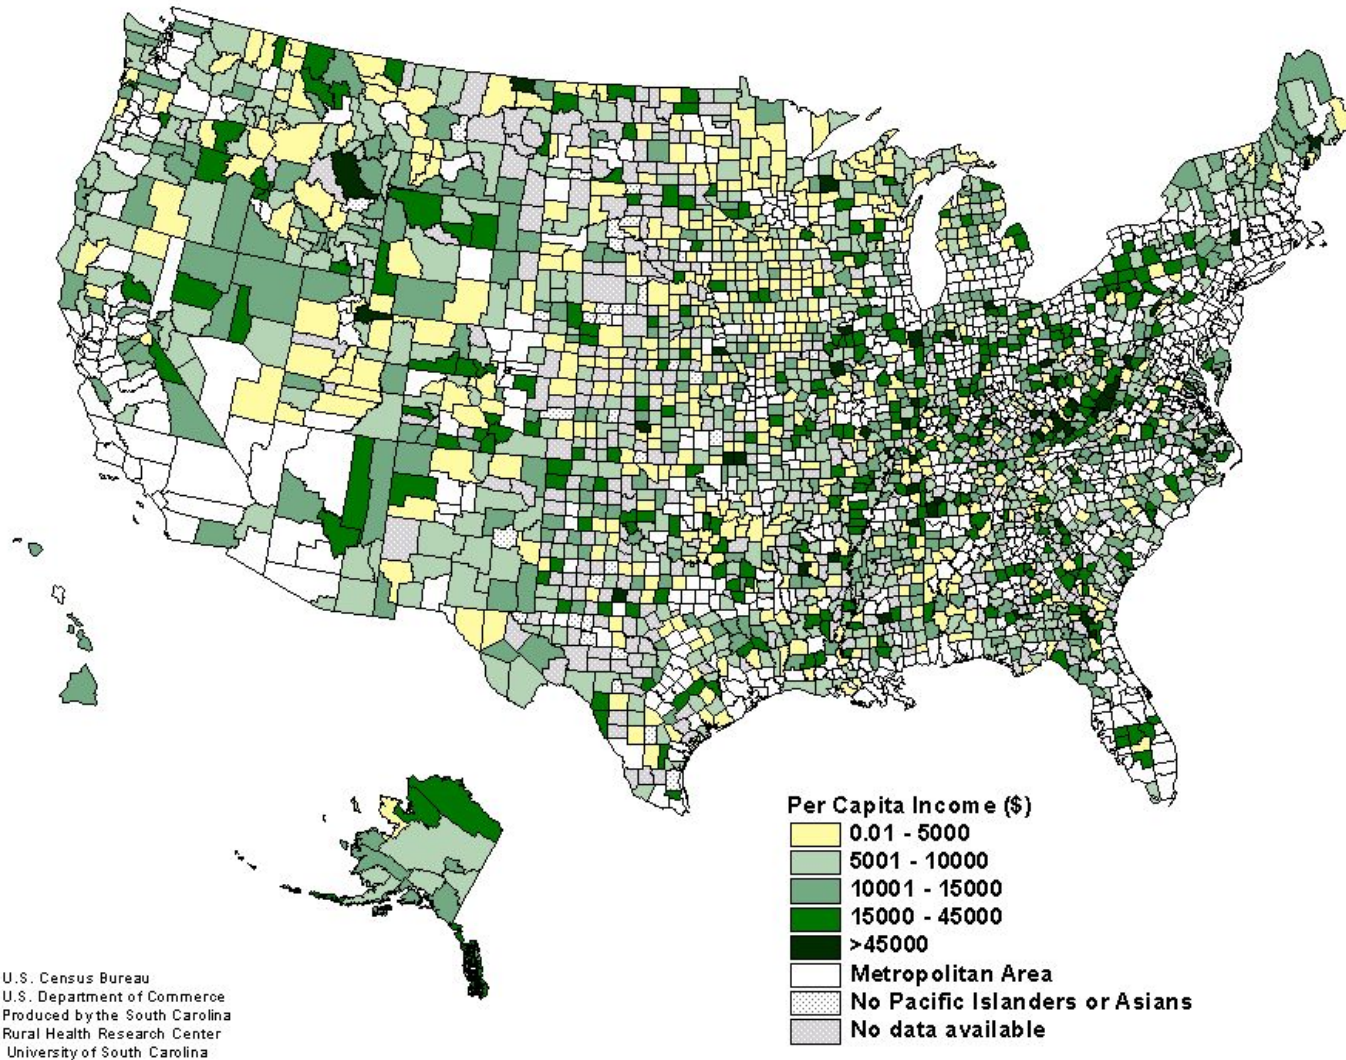 Per Capita Income ($)
0.01 - 5000
5001 - 10000
10001 - 15000
15000 - 45000
>45000
Metropolitan Area
No Pacific Islanders or Asians
No data available
U.S. Census Bureau
U.S. Department of Commerce
Produced by the South Carolina
Rural Health Research Center
University of South Carolina